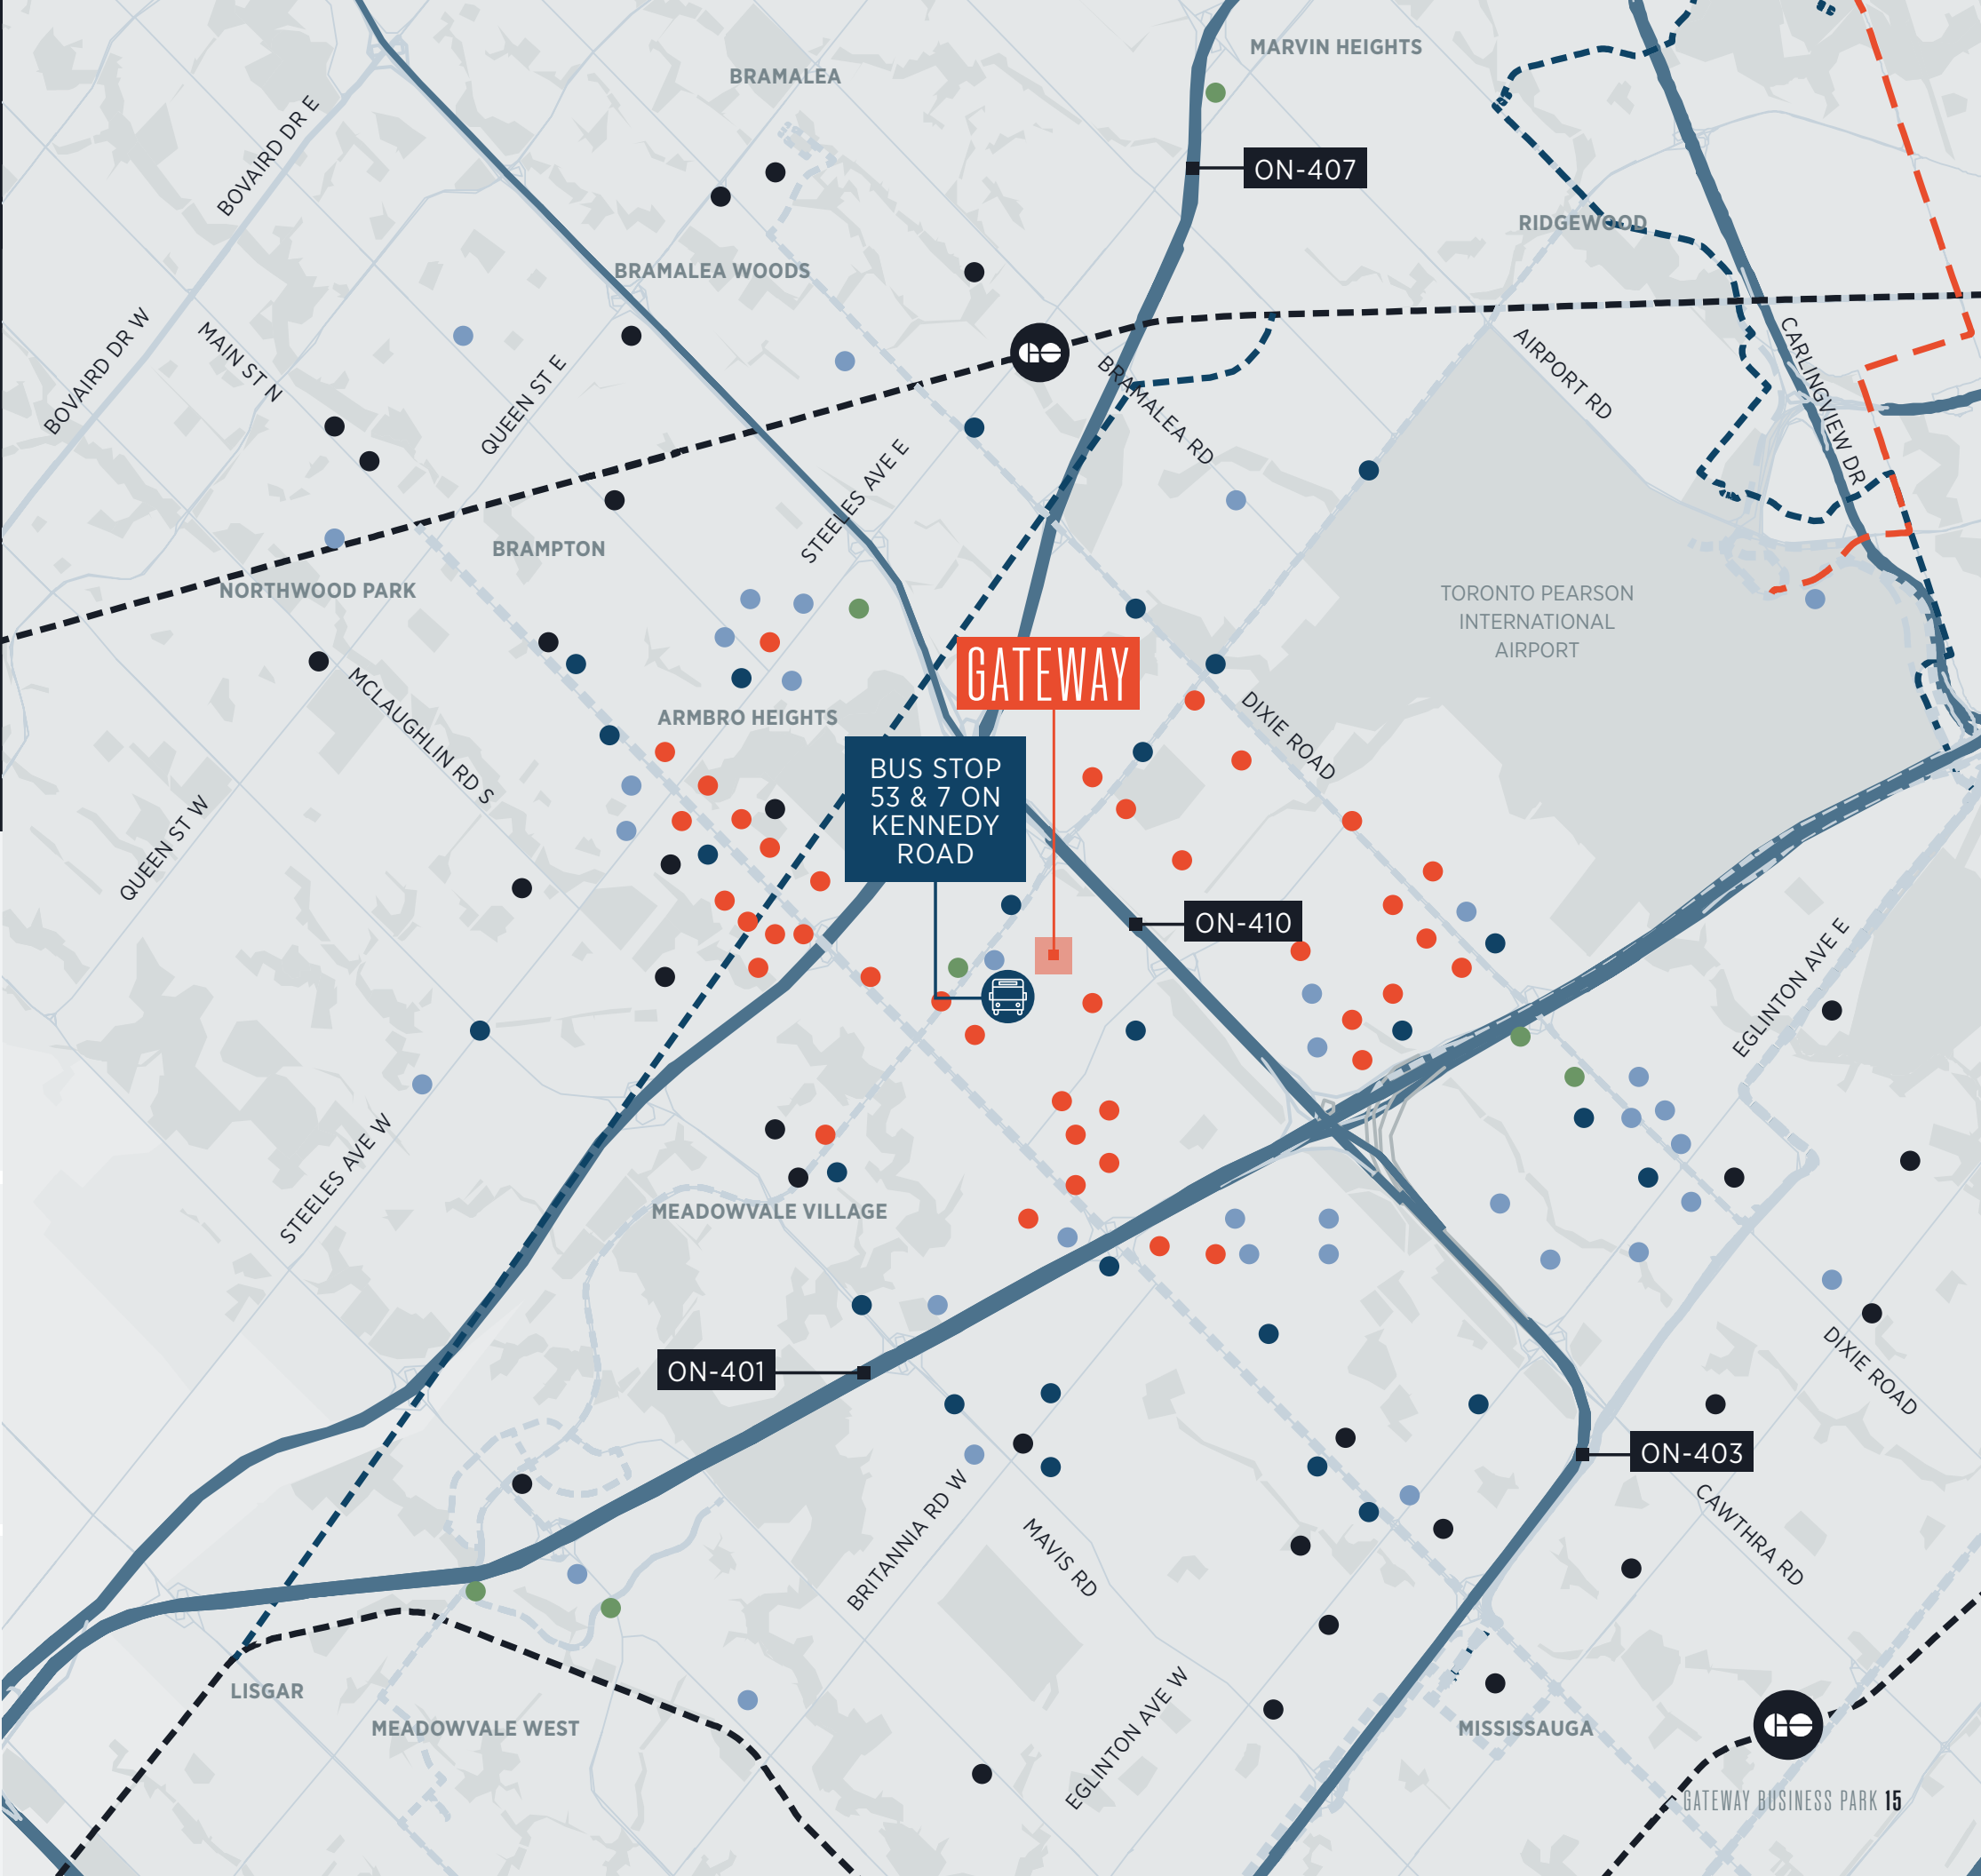 MARVIN HEIGHTS
BRAMALEA
BOVAIRD DR E
ON-407
RIDGEWOOD
BRAMALEA WOODS
BOVAIRD DR W
MAIN ST N
QUEEN ST E
GO
BRAMALEA RD
AIRPORT RD
CARLINGVIEW DR
STEELES AVE E
BRAMPTON
NORTHWOOD PARK
TORONTO PEARSON
INTERNATIONAL
AIRPORT
GATEWAY
MCLAUGHLIN RD S
ARMBRO HEIGHTS
DIXIE ROAD
BUS STOP
53 & 7 ON
KENNEDY
ROAD
QUEEN ST W
ON-410
EGLINTON AVE E
STEELES AVE W
MEADOWVALE VILLAGE
ON-401
DIXIE ROAD
ON-403
BRITANNIA RD W
MAVIS RD
CAWTHRA RD
LISGAR
MEADOWVALE WEST
EGLINTON AVE W
MISSISSAUGA
GO
GATEWAY BUSINESS PARK 15